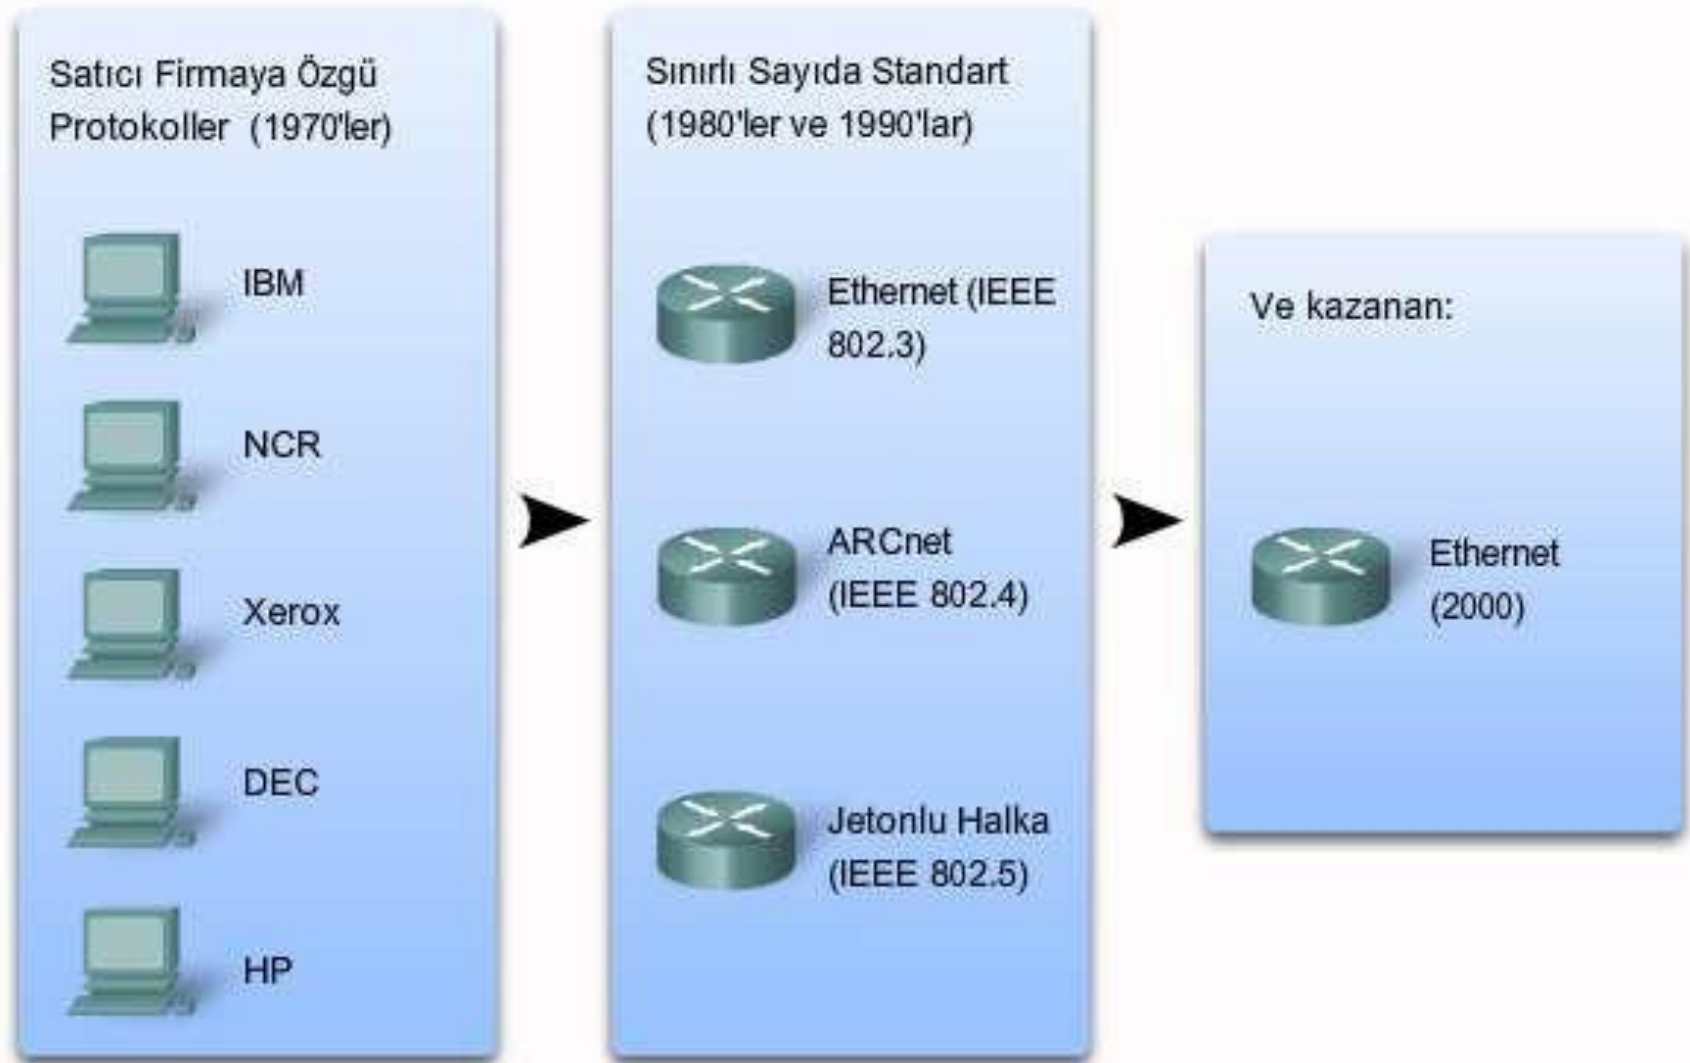 Satıcı Firmaya Özgü
Protokoller (1970'ler)
IBM
NCR
Xerox
DEC
HP
Sınırlı Sayıda Standart
(1980'ler ve 1990'lar)
Ethernet (IEEE
802.3)
ARCnet
(IEEE 802.4)
Jetonlu Halka
(IEEE 802.5)
Ve kazanan:
Ethernet
(2000)